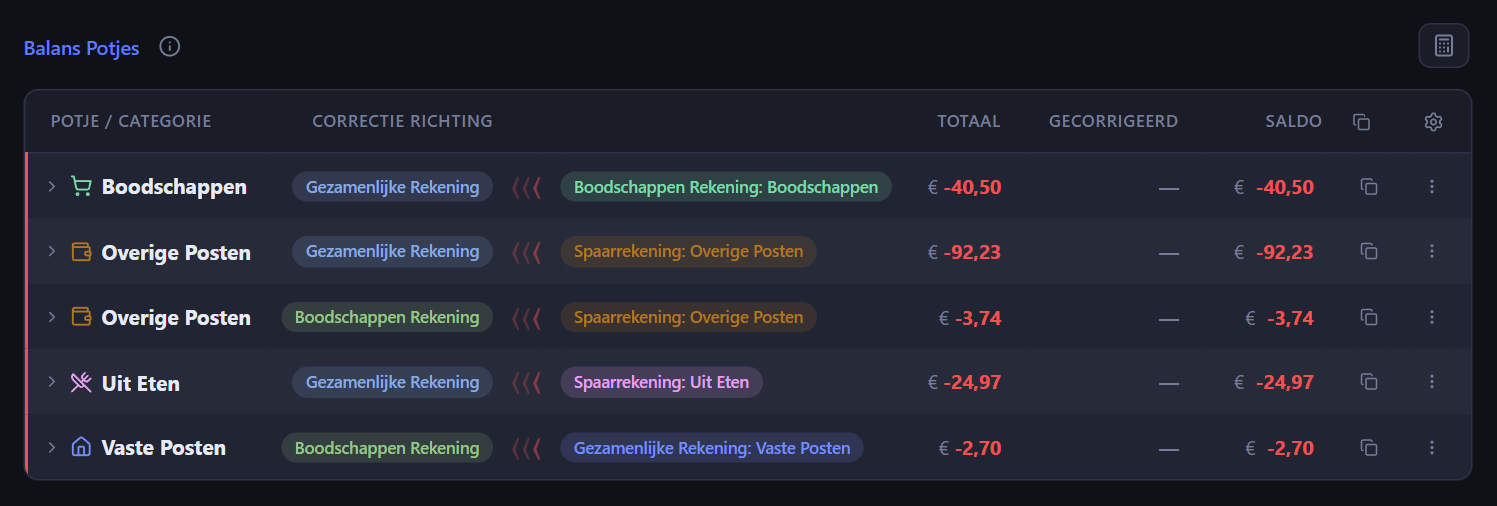 Balans Potjes
POTJE / CATEGORIE CORRECTIE RICHTING TOTAAL GECORRIGEERD SALDO
Boodschappen Gezamenlijke Rekening Boodschappen Rekening: Boodschappen € -40,50 — € -40,50
Overige Posten Gezamenlijke Rekening Spaarrekening: Overige Posten € -92,23 — € -92,23
Overige Posten Boodschappen Rekening Spaarrekening: Overige Posten € -3,74 — € -3,74
Uit Eten Gezamenlijke Rekening Spaarrekening: Uit Eten € -24,97 — € -24,97
Vaste Posten Boodschappen Rekening Gezamenlijke Rekening: Vaste Posten € -2,70 — € -2,70